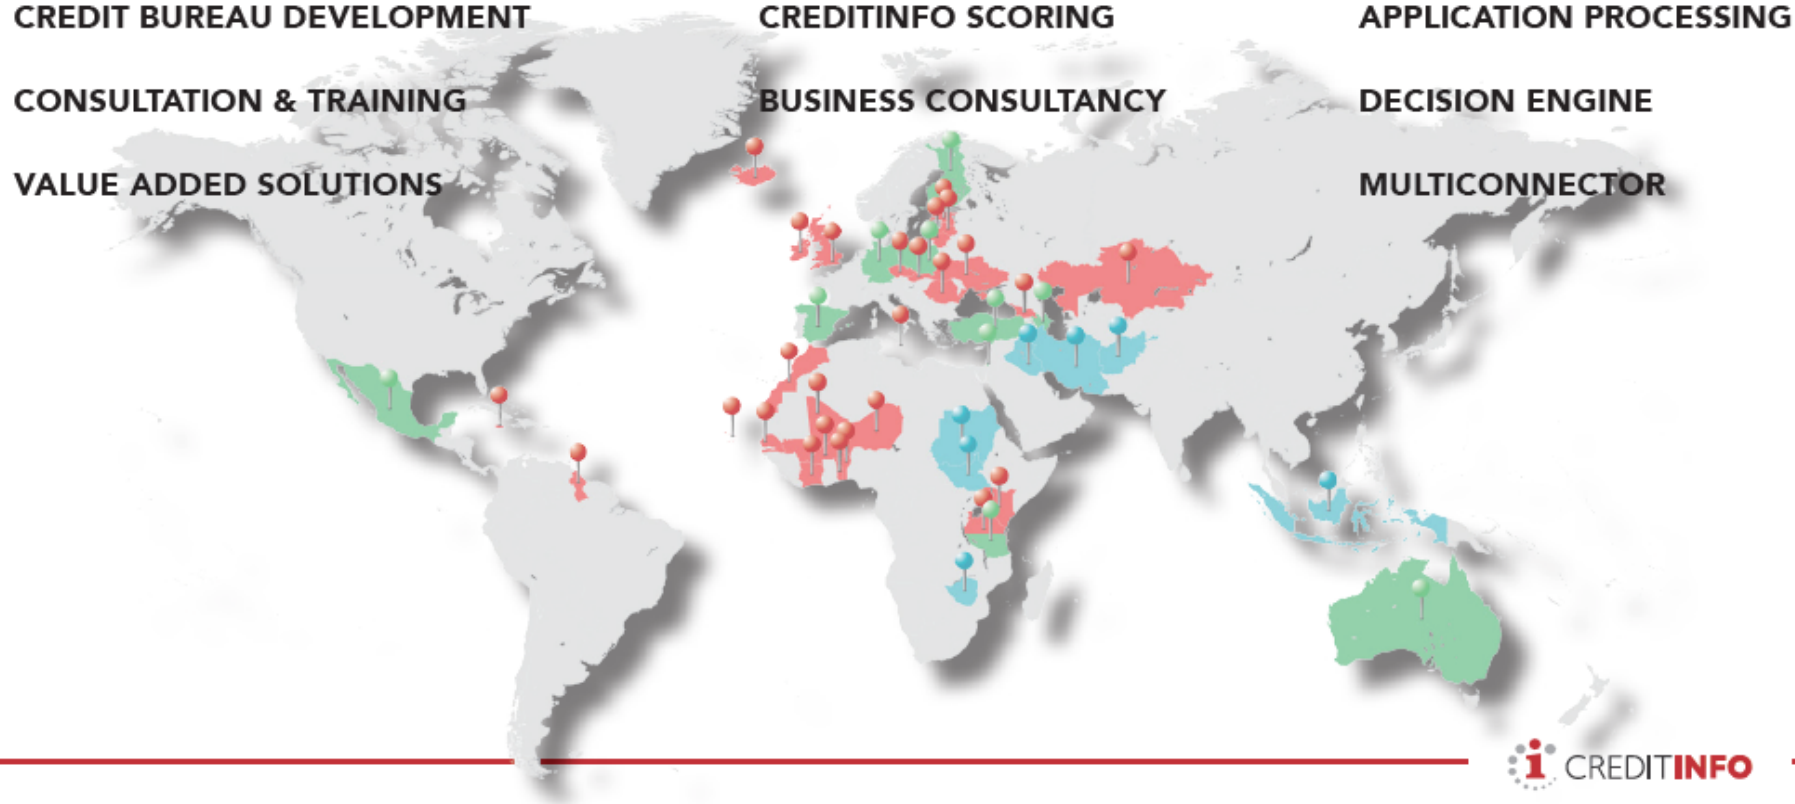 CREDIT BUREAU DEVELOPMENT
CREDITINFO SCORING
APPLICATION PROCESSING
CONSULTATION & TRAINING
BUSINESS CONSULTANCY
DECISION ENGINE
VALUE ADDED SOLUTIONS
MULTICONNECTOR
CREDITINFO